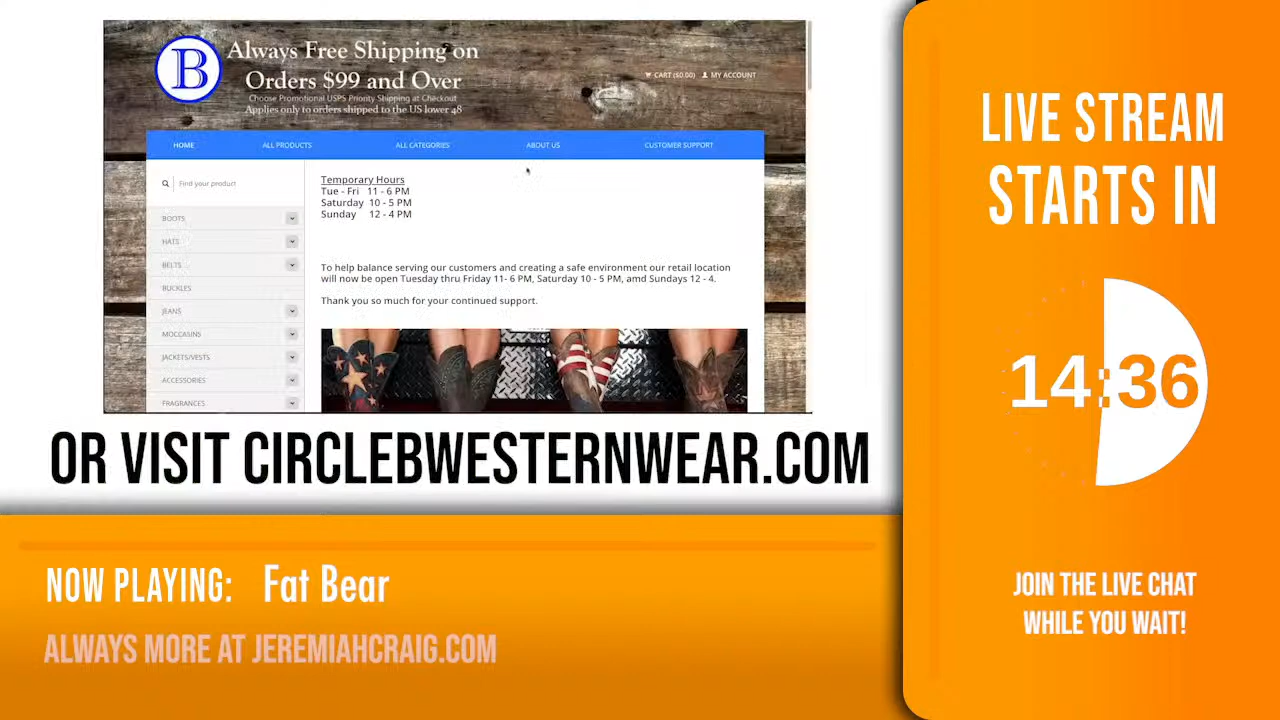 B
Always Free Shipping on
Orders $99 and Over
Choose Promotional USPS Priority Shipping at Checkout
Applies only to orders shipped to the US lower 48
CART ($0.00) MY ACCOUNT
HOME ALL PRODUCTS ALL CATEGORIES ABOUT US CUSTOMER SUPPORT
Find your product
BOOTS
HATS
BELTS
BUCKLES
JEANS
MOCCASINS
JACKETS/VESTS
ACCESSORIES
FRAGRANCES
Temporary Hours
Tue - Fri 11 - 6 PM
Saturday 10 - 5 PM
Sunday 12 - 4 PM
To help balance serving our customers and creating a safe environment our retail location
will now be open Tuesday thru Friday 11- 6 PM, Saturday 10 - 5 PM, amd Sundays 12 - 4.
Thank you so much for your continued support.
OR VISIT CIRCLEBWESTERNWEAR.COM
NOW PLAYING: Fat Bear
ALWAYS MORE AT JEREMIAHCRAIG.COM
LIVE STREAM
STARTS IN
14:36
JOIN THE LIVE CHAT
WHILE YOU WAIT!